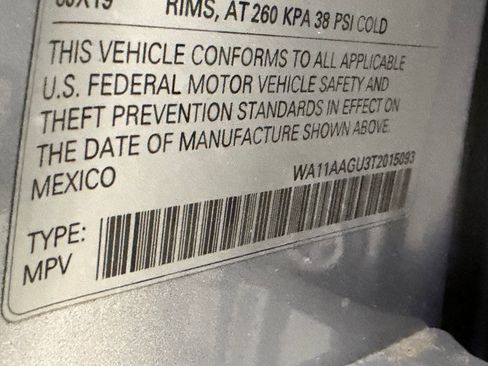 RIMS, AT 260 KPA 38 PSI COLD
THIS VEHICLE CONFORMS TO ALL APPLICABLE
U.S. FEDERAL MOTOR VEHICLE SAFETY AND
THEFT PREVENTION STANDARDS IN EFFECT ON
THE DATE OF MANUFACTURE SHOWN ABOVE.
MEXICO WA11AAGU3T2015093
TYPE:
MPV